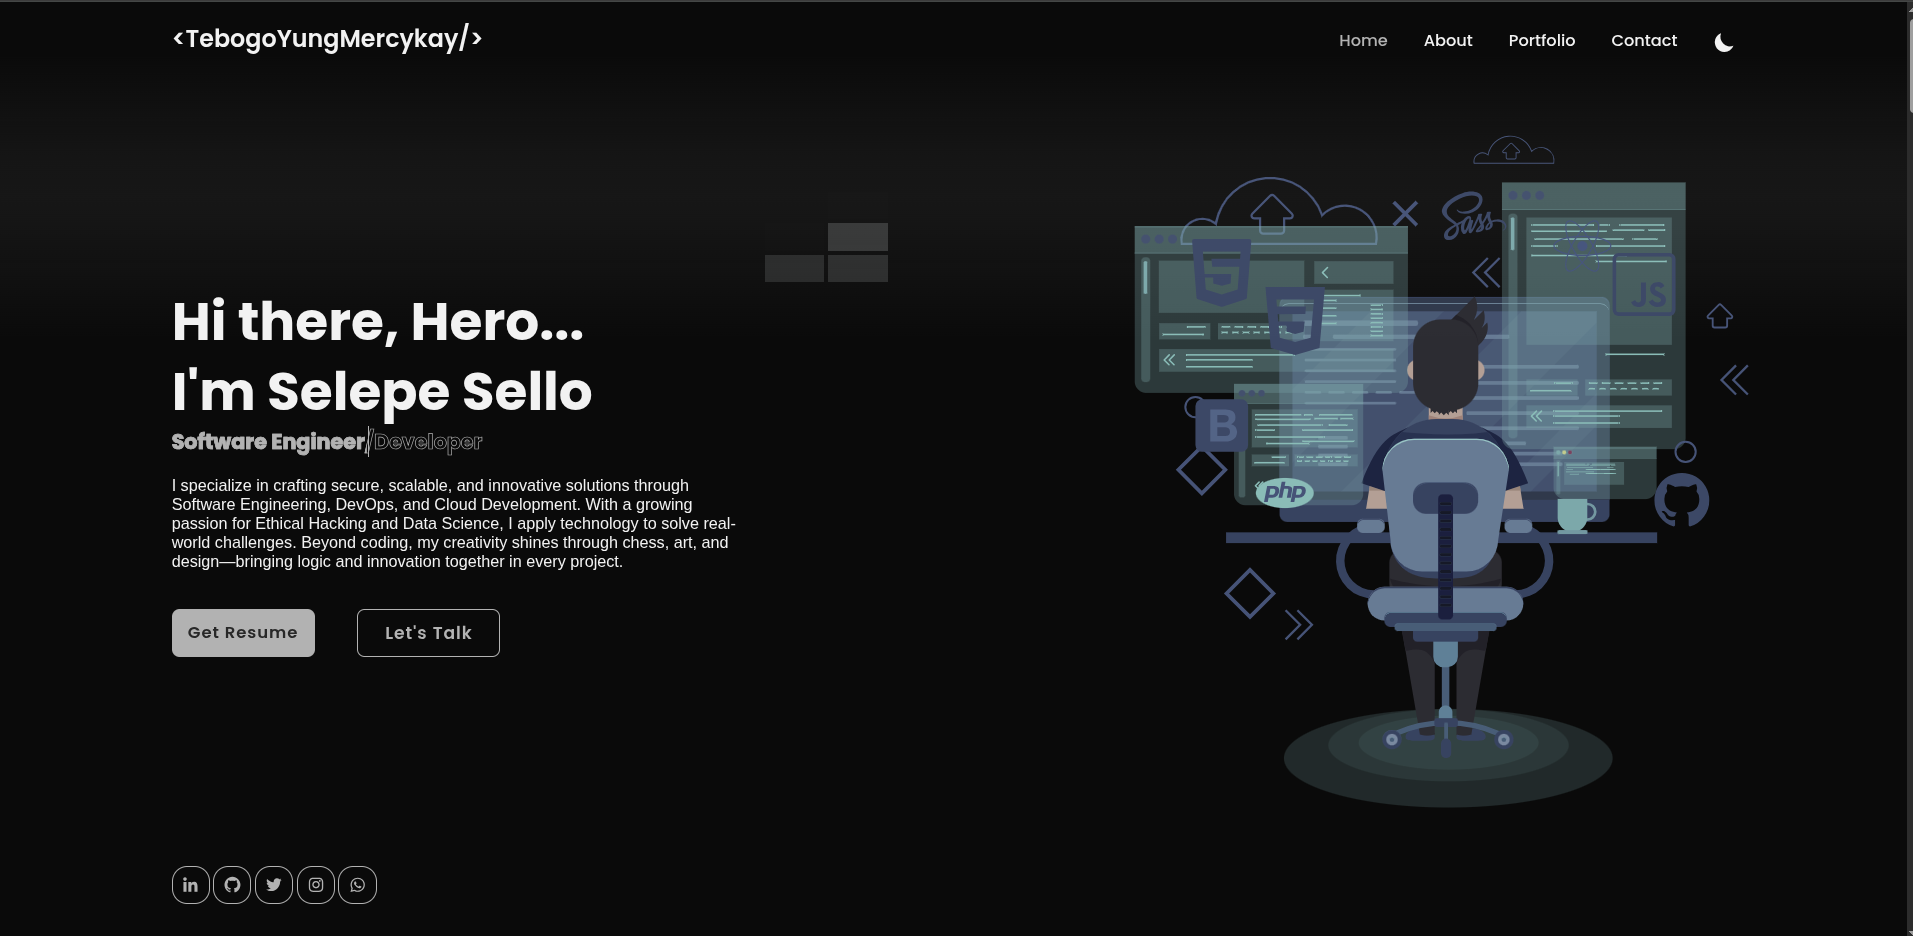 <TebogoYungMercykay/>
Home About Portfolio Contact
Hi there, Hero...
I'm Selepe Sello
Software Engineer/Developer
I specialize in crafting secure, scalable, and innovative solutions through
Software Engineering, DevOps, and Cloud Development. With a growing
passion for Ethical Hacking and Data Science, I apply technology to solve real-
world challenges. Beyond coding, my creativity shines through chess, art, and
design—bringing logic and innovation together in every project.
Get Resume Let's Talk
Sass
JS
B
php
in